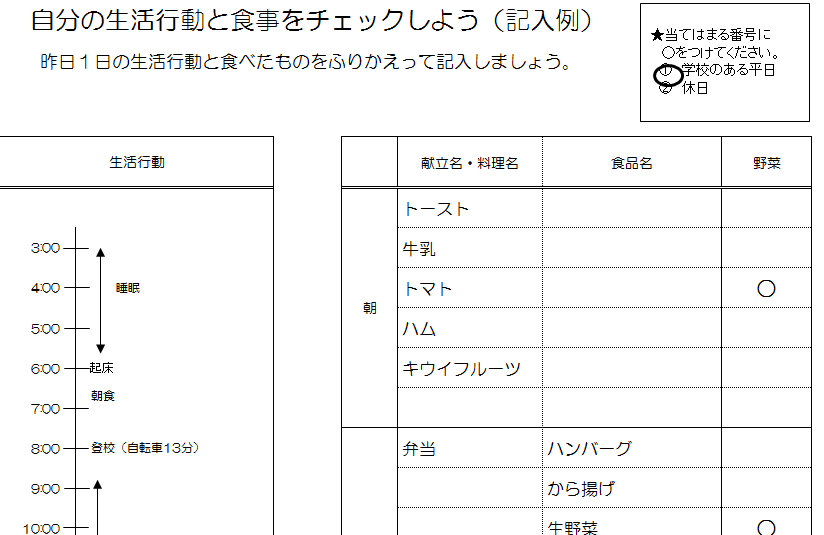 自分の生活行動と食事をチェックしよう（記入例）
昨日１日の生活行動と食べたものをふりかえって記入しましょう。
★当てはまる番号に
○をつけてください。
① 学校のある平日
② 休日
生活行動
3:00
4:00 睡眠
5:00
6:00 起床
朝食
7:00
8:00 登校（自転車13分）
9:00
10:00
献立名・料理名 食品名 野菜
朝
トースト
牛乳
トマト ○
ハム
キウイフルーツ
弁当 ハンバーグ
から揚げ
生野菜 ○